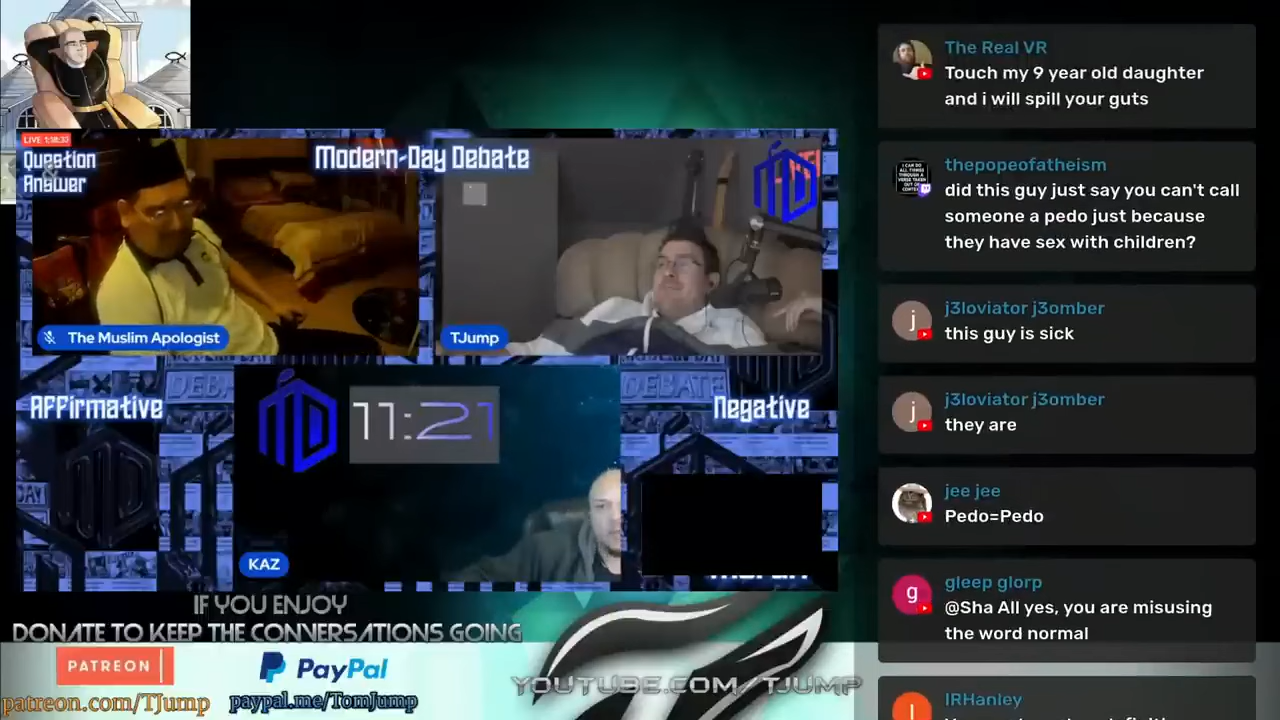 LIVE 1:18:33
Question
&
Answer
Modern-Day Debate
The Muslim Apologist
TJump
Affirmative
Negative
11:21
KAZ
IF YOU ENJOY
DONATE TO KEEP THE CONVERSATIONS GOING
PATREON
PayPal
patreon.com/TJump
paypal.me/TomJump
YOUTUBE.COM/TJUMP
The Real VR
Touch my 9 year old daughter
and i will spill your guts
thepopeofatheism
did this guy just say you can't call
someone a pedo just because
they have sex with children?
j3loviator j3omber
this guy is sick
j3loviator j3omber
they are
jee jee
Pedo=Pedo
gleep glorp
@Sha All yes, you are misusing
the word normal
IRHanley